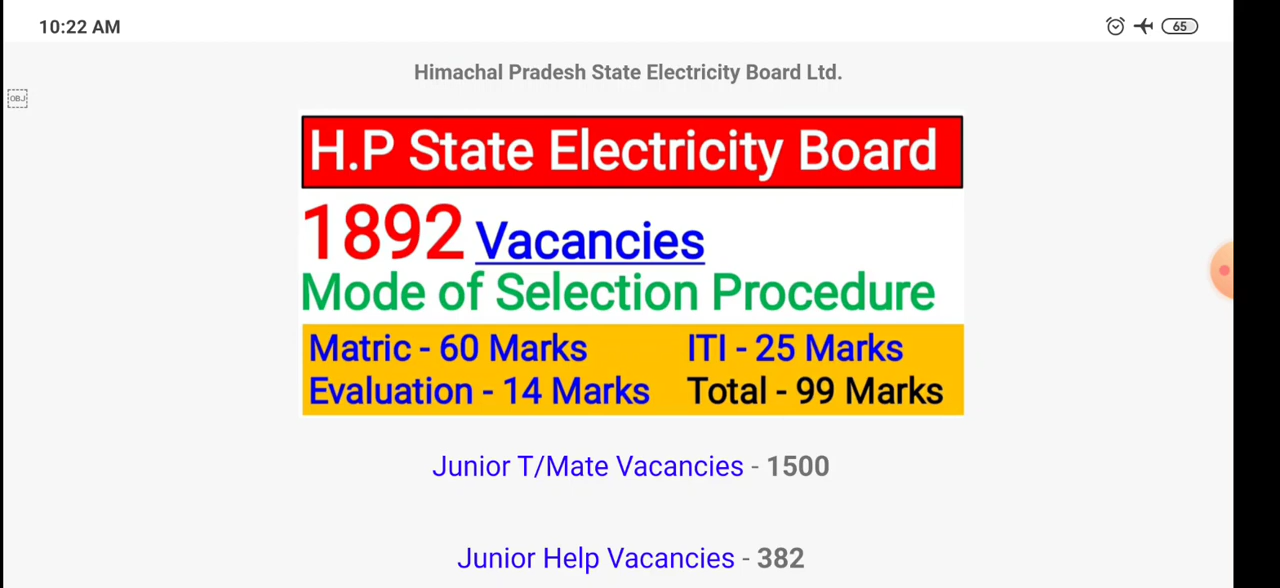 10:22 AM
65
Himachal Pradesh State Electricity Board Ltd.
OBJ
H.P State Electricity Board
1892 Vacancies
Mode of Selection Procedure
Matric - 60 Marks ITI - 25 Marks
Evaluation - 14 Marks Total - 99 Marks
Junior T/Mate Vacancies - 1500
Junior Help Vacancies - 382